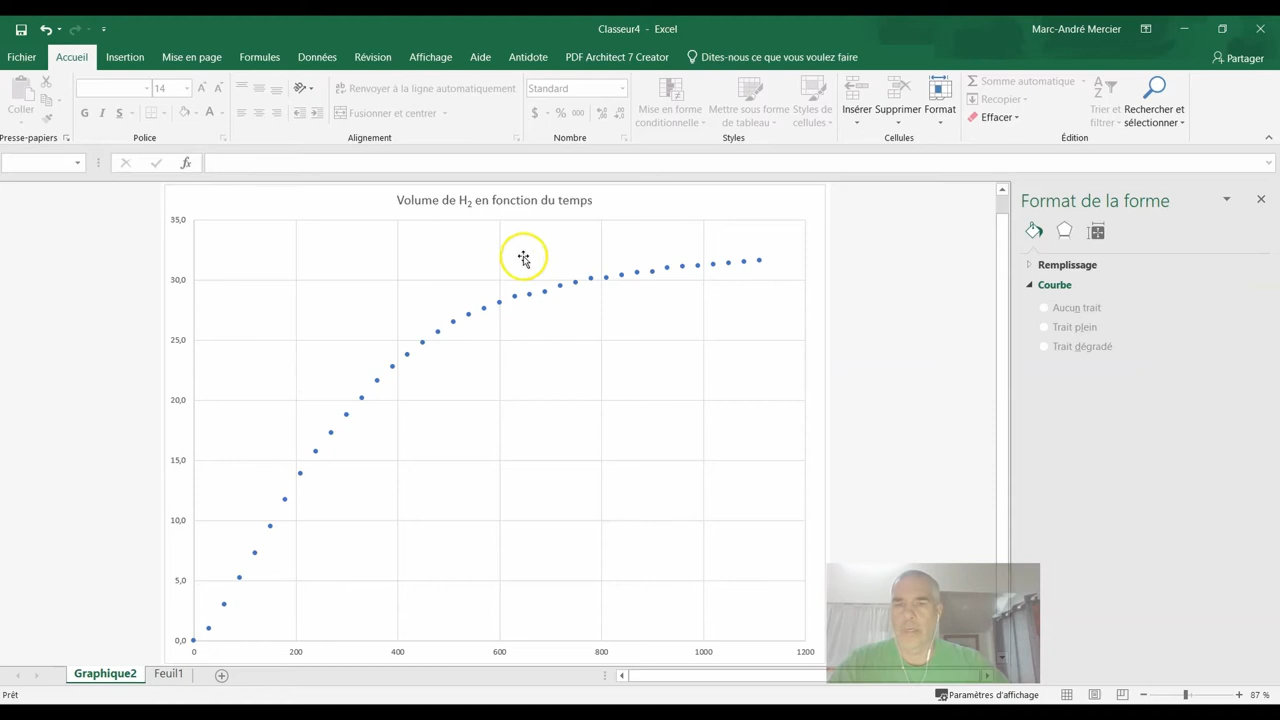 Classeur4 - Excel
Marc-André Mercier
Fichier Accueil Insertion Mise en page Formules Données Révision Affichage Aide Antidote PDF Architect 7 Creator Dites-nous ce que vous voulez faire Partager
Coller
14
Renvoyer à la ligne automatiquement
Standard
G I S
Fusionner et centrer
$ % 000
Mise en forme conditionnelle
Mettre sous forme de tableau
Styles de cellules
Insérer
Supprimer
Format
Somme automatique
Recopier
Effacer
Trier et filtrer
Rechercher et sélectionner
Presse-papiers Police Alignement Nombre Styles Cellules Édition
fx
Volume de H₂ en fonction du temps
35,0
30,0
25,0
20,0
15,0
10,0
5,0
0,0
0 200 400 600 800 1000 1200
Format de la forme
Remplissage
Courbe
Aucun trait
Trait plein
Trait dégradé
Graphique2 Feuil1
Prêt
Paramètres d'affichage
87 %